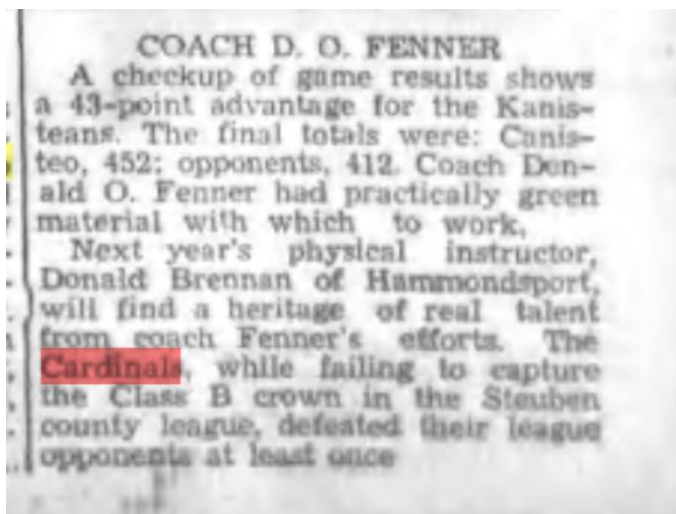 COACH D. O. FENNER
A checkup of game results shows
a 43-point advantage for the Kanis-
teans. The final totals were: Canis-
teo, 452; opponents, 412. Coach Don-
ald O. Fenner had practically green
material with which to work.
Next year's physical instructor,
Donald Brennan of Hammondsport,
will find a heritage of real talent
from coach Fenner's efforts. The
Cardinals, while failing to capture
the Class B crown in the Steuben
county league, defeated their league
opponents at least once